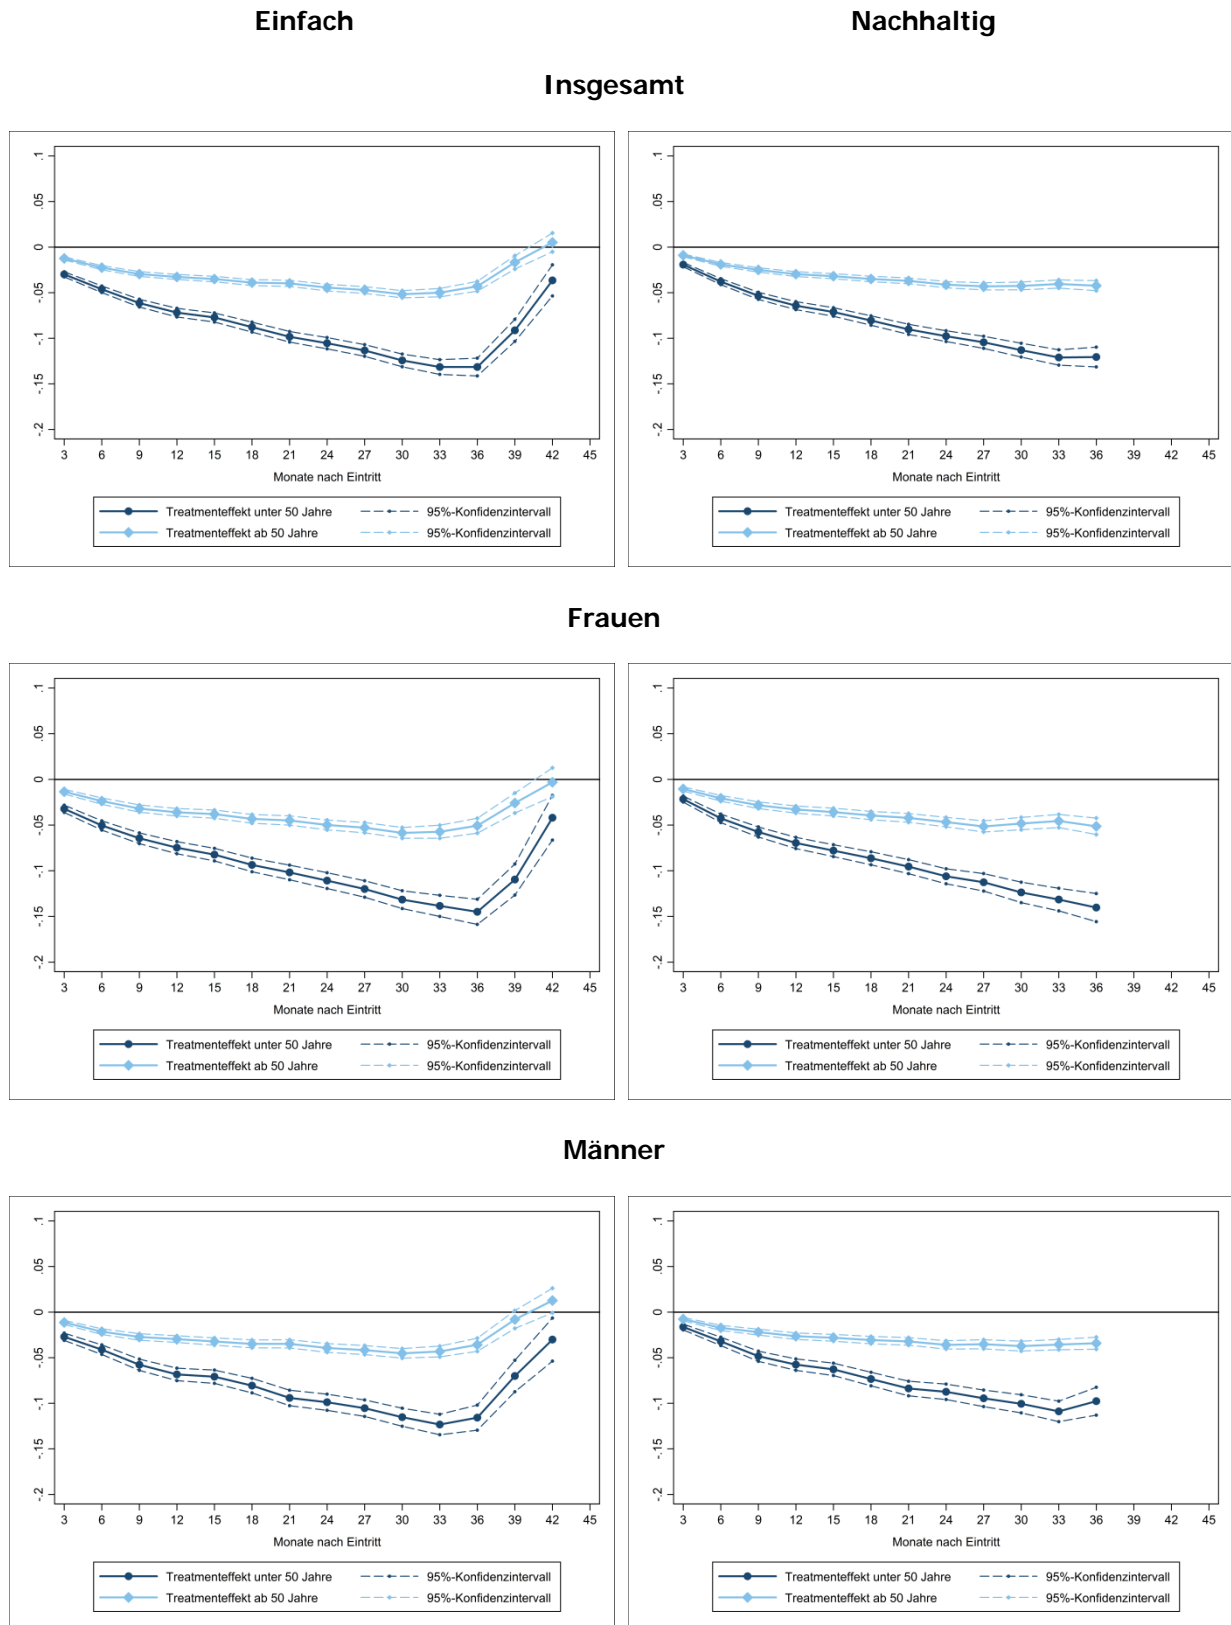 Einfach Nachhaltig
Insgesamt
.1 .1
.05 .05
0 0
-.05 -.05
-.1 -.1
-.15 -.15
-.2 -.2
3 6 9 12 15 18 21 24 27 30 33 36 39 42 45 3 6 9 12 15 18 21 24 27 30 33 36 39 42 45
Monate nach Eintritt Monate nach Eintritt
Treatmenteffekt unter 50 Jahre 95%-Konfidenzintervall Treatmenteffekt unter 50 Jahre 95%-Konfidenzintervall
Treatmenteffekt ab 50 Jahre 95%-Konfidenzintervall Treatmenteffekt ab 50 Jahre 95%-Konfidenzintervall
Frauen
.1 .1
.05 .05
0 0
-.05 -.05
-.1 -.1
-.15 -.15
-.2 -.2
3 6 9 12 15 18 21 24 27 30 33 36 39 42 45 3 6 9 12 15 18 21 24 27 30 33 36 39 42 45
Monate nach Eintritt Monate nach Eintritt
Treatmenteffekt unter 50 Jahre 95%-Konfidenzintervall Treatmenteffekt unter 50 Jahre 95%-Konfidenzintervall
Treatmenteffekt ab 50 Jahre 95%-Konfidenzintervall Treatmenteffekt ab 50 Jahre 95%-Konfidenzintervall
Männer
.1 .1
.05 .05
0 0
-.05 -.05
-.1 -.1
-.15 -.15
-.2 -.2
3 6 9 12 15 18 21 24 27 30 33 36 39 42 45 3 6 9 12 15 18 21 24 27 30 33 36 39 42 45
Monate nach Eintritt Monate nach Eintritt
Treatmenteffekt unter 50 Jahre 95%-Konfidenzintervall Treatmenteffekt unter 50 Jahre 95%-Konfidenzintervall
Treatmenteffekt ab 50 Jahre 95%-Konfidenzintervall Treatmenteffekt ab 50 Jahre 95%-Konfidenzintervall